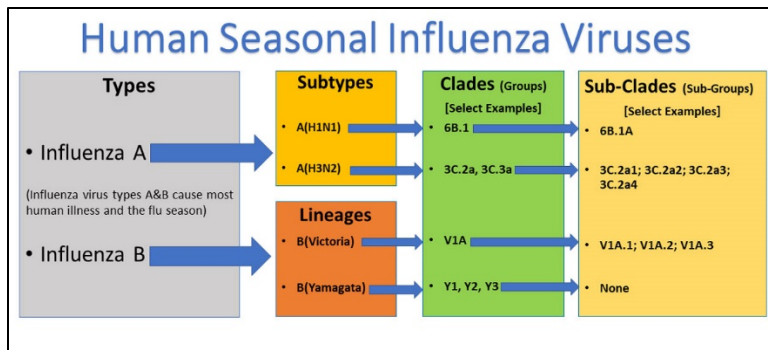 Human Seasonal Influenza Viruses
Types
• Influenza A
(Influenza virus types A&B cause most
human illness and the flu season)
• Influenza B
Subtypes
• A(H1N1)
• A(H3N2)
Lineages
• B(Victoria)
• B(Yamagata)
Clades (Groups)
[Select Examples]
• 6B.1
• 3C.2a, 3C.3a
• V1A
• Y1, Y2, Y3
Sub-Clades (Sub-Groups)
[Select Examples]
• 6B.1A
• 3C.2a1; 3C.2a2; 3C.2a3;
3C.2a4
• V1A.1; V1A.2; V1A.3
• None